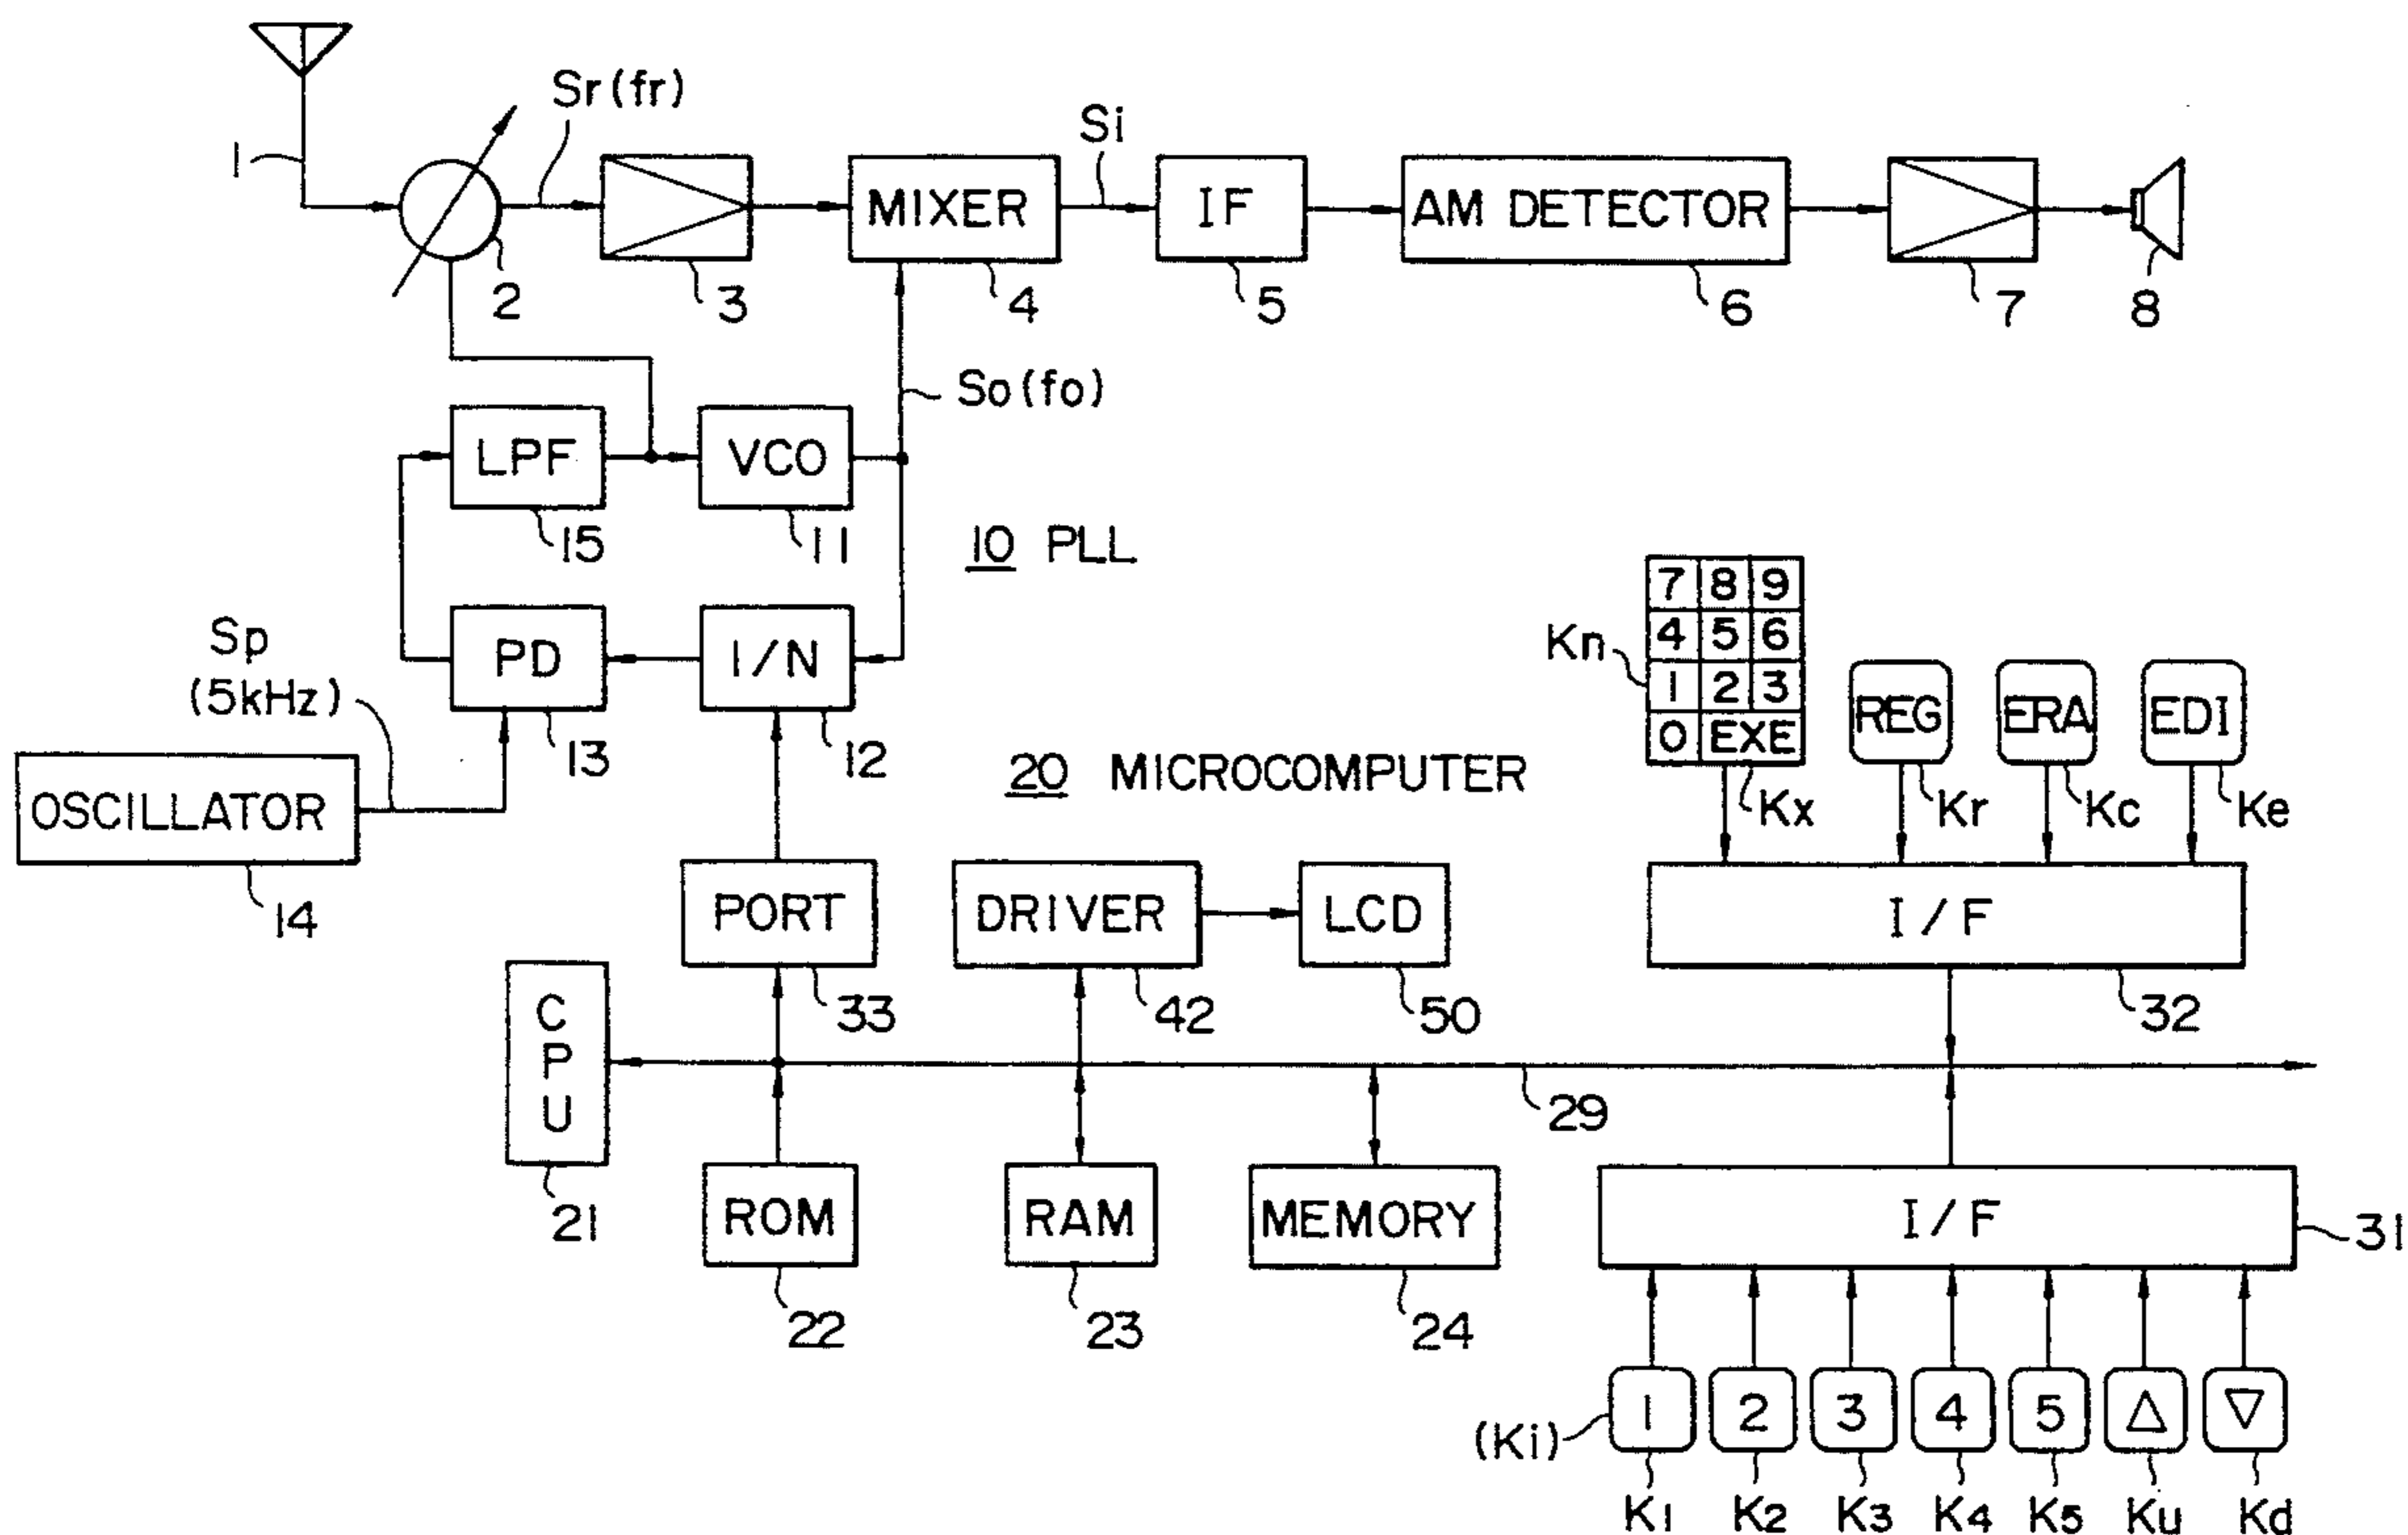 Sr(fr)
Si
1
MIXER
IF
AM DETECTOR
2
3
4
5
6
7
8
So(fo)
LPF
VCO
15
11
10 PLL
Sp
(5kHz)
PD
1/N
13
12
OSCILLATOR
14
20 MICROCOMPUTER
7 8 9
4 5 6
1 2 3
0 EXE
Kn
REG
ERA
EDI
Kx
Kr
Kc
Ke
PORT
DRIVER
LCD
I/F
33
42
50
32
CPU
21
29
ROM
RAM
MEMORY
I/F
22
23
24
31
(Ki)
1
2
3
4
5
△
▽
K1
K2
K3
K4
K5
Ku
Kd